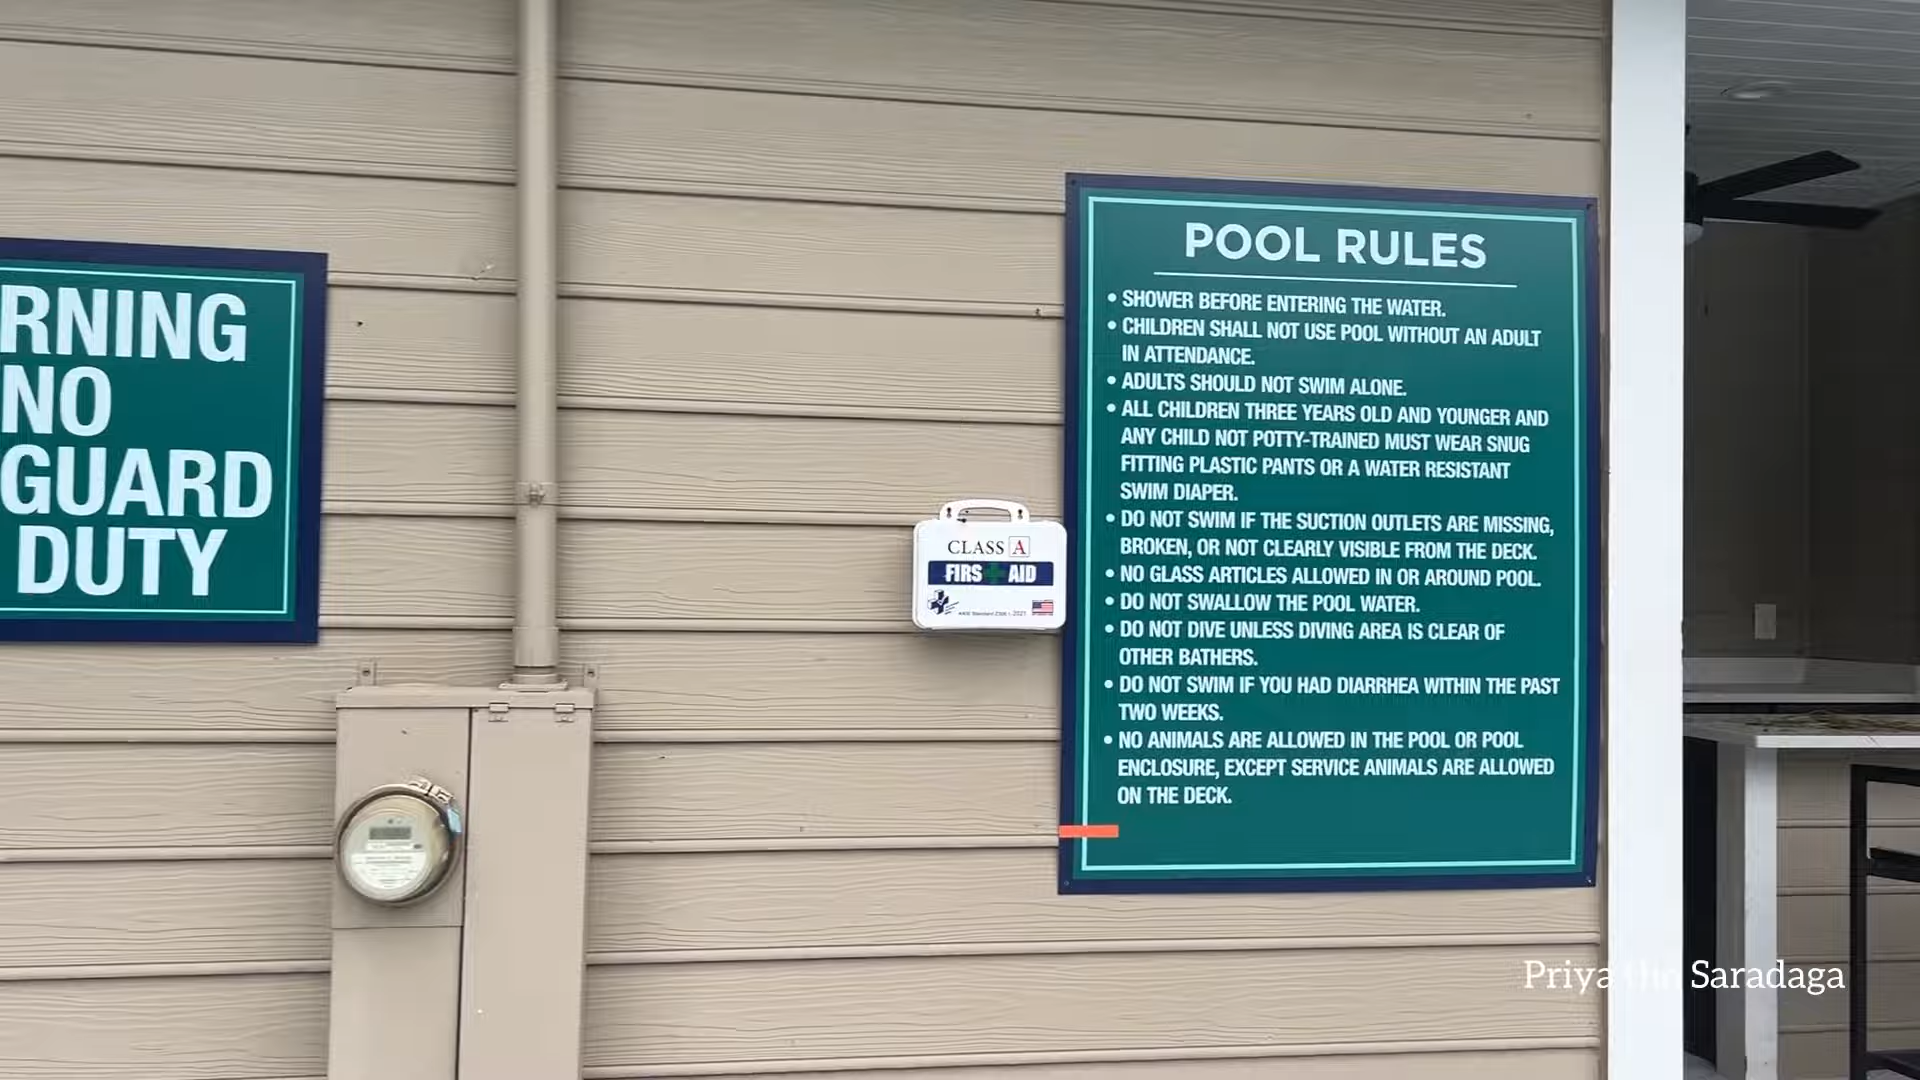 RNING
NO
GUARD
DUTY
CLASS A
FIRS AID
POOL RULES
• SHOWER BEFORE ENTERING THE WATER.
• CHILDREN SHALL NOT USE POOL WITHOUT AN ADULT
IN ATTENDANCE.
• ADULTS SHOULD NOT SWIM ALONE.
• ALL CHILDREN THREE YEARS OLD AND YOUNGER AND
ANY CHILD NOT POTTY-TRAINED MUST WEAR SNUG
FITTING PLASTIC PANTS OR A WATER RESISTANT
SWIM DIAPER.
• DO NOT SWIM IF THE SUCTION OUTLETS ARE MISSING,
BROKEN, OR NOT CLEARLY VISIBLE FROM THE DECK.
• NO GLASS ARTICLES ALLOWED IN OR AROUND POOL.
• DO NOT SWALLOW THE POOL WATER.
• DO NOT DIVE UNLESS DIVING AREA IS CLEAR OF
OTHER BATHERS.
• DO NOT SWIM IF YOU HAD DIARRHEA WITHIN THE PAST
TWO WEEKS.
• NO ANIMALS ARE ALLOWED IN THE POOL OR POOL
ENCLOSURE, EXCEPT SERVICE ANIMALS ARE ALLOWED
ON THE DECK.
Saradaga